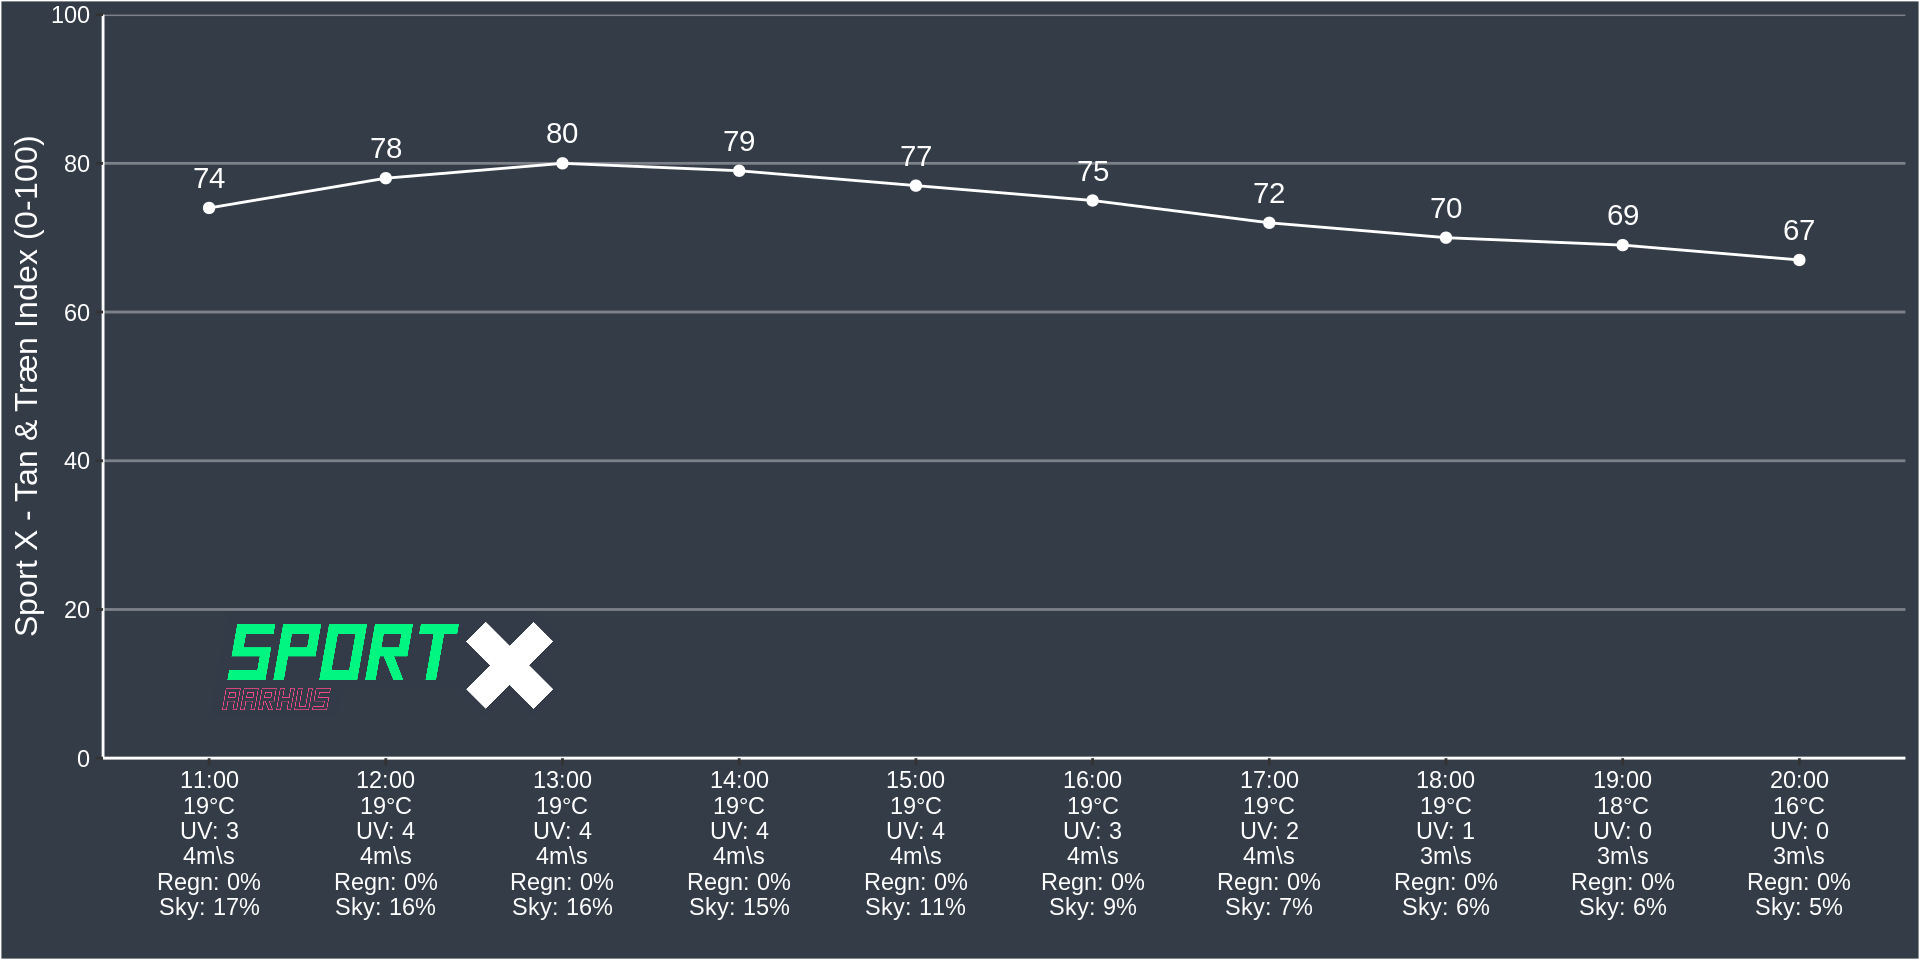 Sport X - Tan & Træn Index (0-100)
100
80
60
40
20
0
74
78
80
79
77
75
72
70
69
67
SPORT X
AARHUS
11:00 12:00 13:00 14:00 15:00 16:00 17:00 18:00 19:00 20:00
19°C 19°C 19°C 19°C 19°C 19°C 19°C 19°C 18°C 16°C
UV: 3 UV: 4 UV: 4 UV: 4 UV: 4 UV: 3 UV: 2 UV: 1 UV: 0 UV: 0
4m\s 4m\s 4m\s 4m\s 4m\s 4m\s 4m\s 3m\s 3m\s 3m\s
Regn: 0% Regn: 0% Regn: 0% Regn: 0% Regn: 0% Regn: 0% Regn: 0% Regn: 0% Regn: 0% Regn: 0%
Sky: 17% Sky: 16% Sky: 16% Sky: 15% Sky: 11% Sky: 9% Sky: 7% Sky: 6% Sky: 6% Sky: 5%